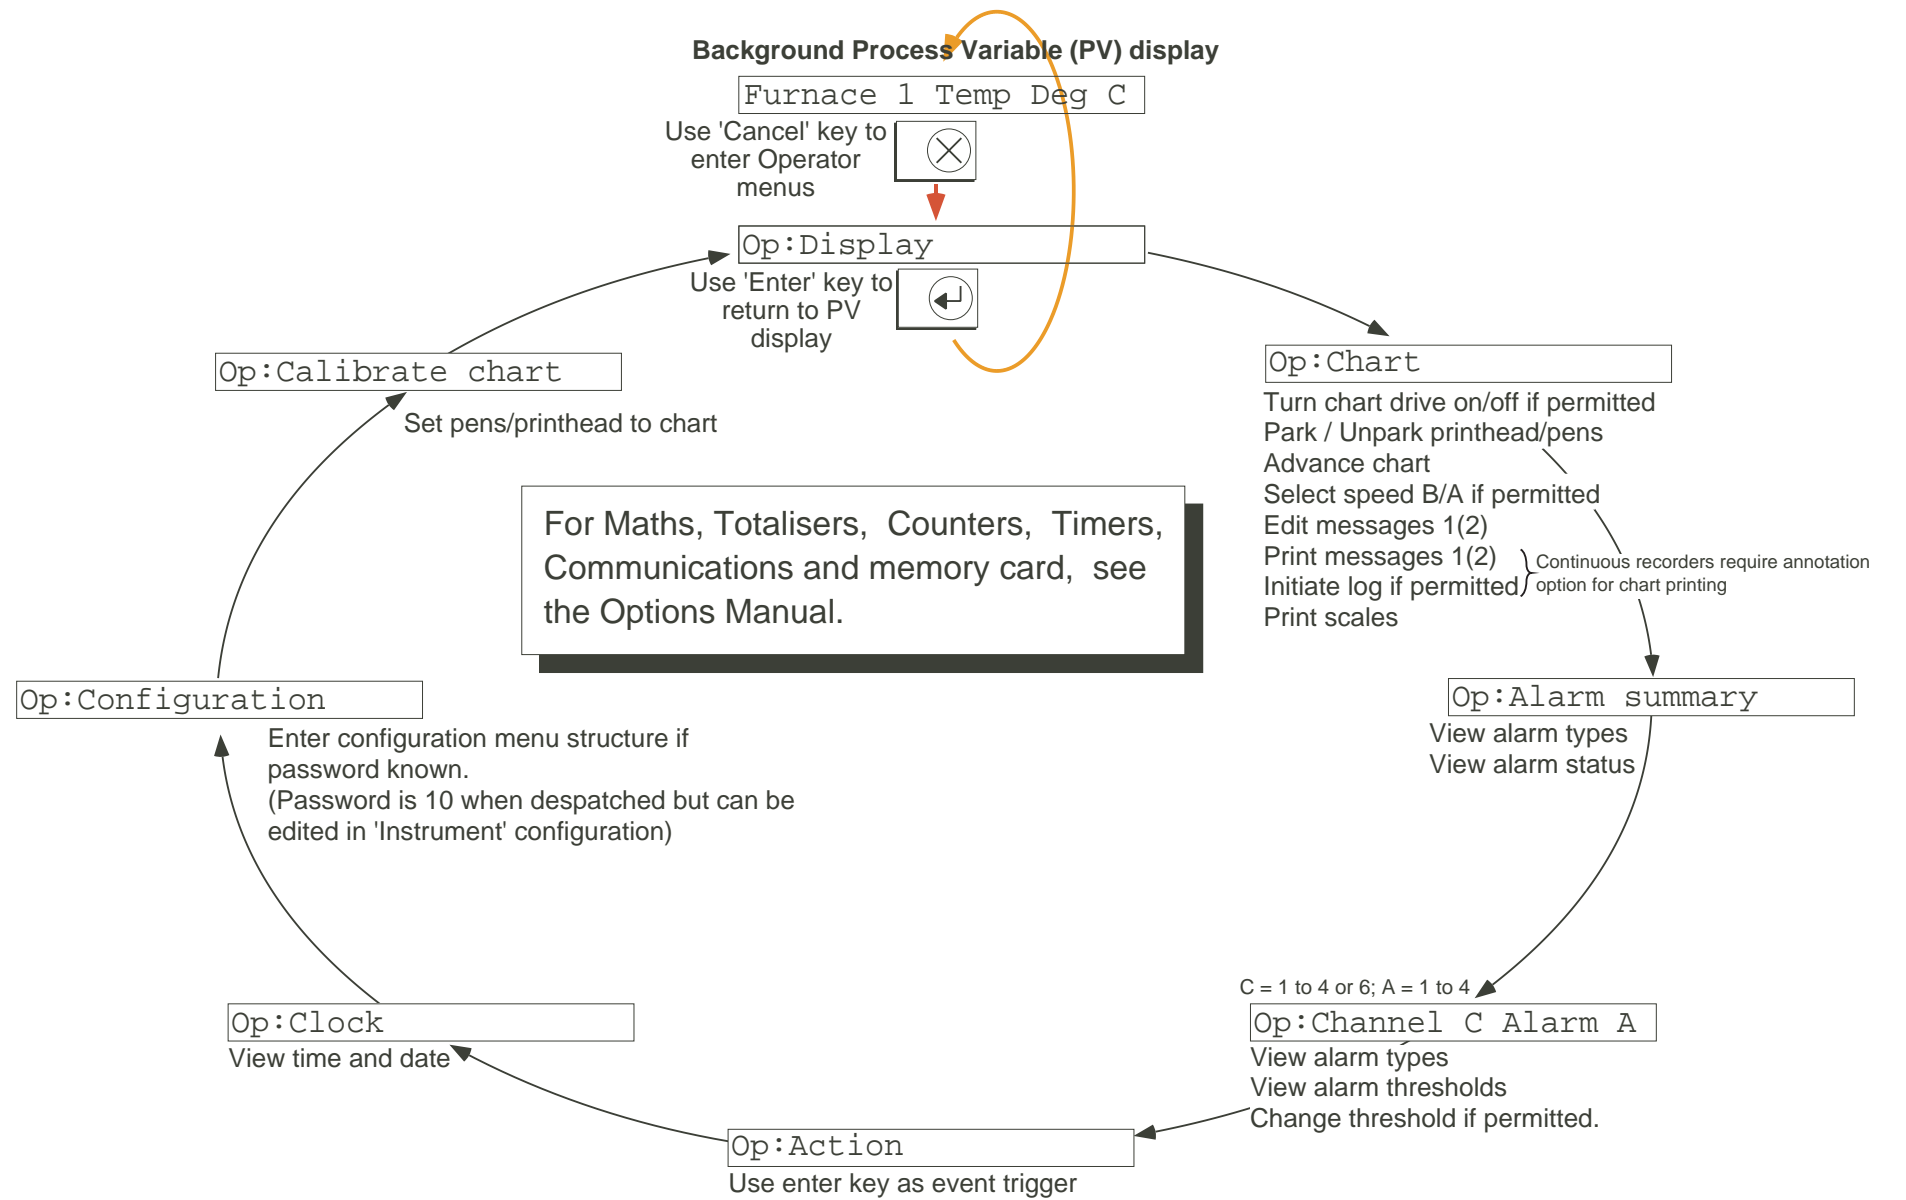 Background Process Variable (PV) display
Furnace 1 Temp Deg C
Use 'Cancel' key to
enter Operator
menus
Op:Display
Use 'Enter' key to
return to PV
display
Op:Chart
Turn chart drive on/off if permitted
Park / Unpark printhead/pens
Advance chart
Select speed B/A if permitted
Edit messages 1(2)
Print messages 1(2)
Initiate log if permitted
Print scales
Continuous recorders require annotation
option for chart printing
Op:Alarm summary
View alarm types
View alarm status
C = 1 to 4 or 6; A = 1 to 4
Op:Channel C Alarm A
View alarm types
View alarm thresholds
Change threshold if permitted.
Op:Action
Use enter key as event trigger
Op:Clock
View time and date
Op:Configuration
Enter configuration menu structure if
password known.
(Password is 10 when despatched but can be
edited in 'Instrument' configuration)
Op:Calibrate chart
Set pens/printhead to chart
For Maths, Totalisers, Counters, Timers,
Communications and memory card, see
the Options Manual.